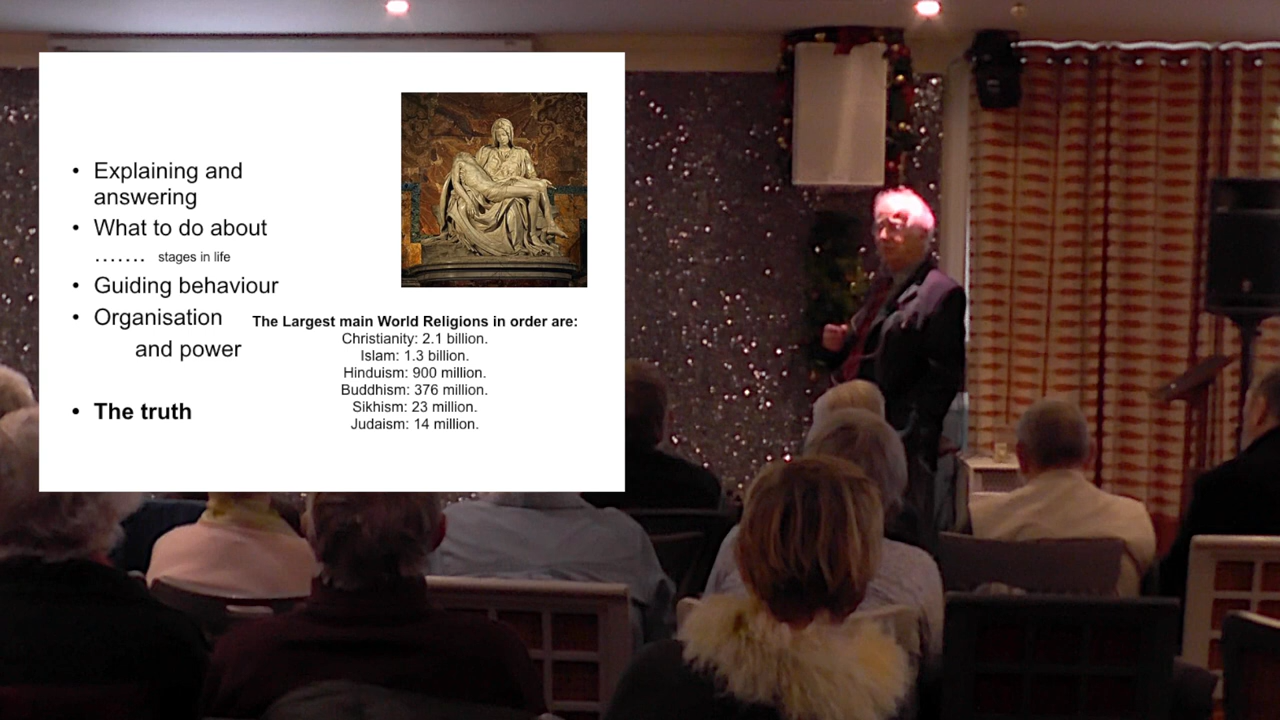 • Explaining and
answering
• What to do about
....... stages in life
• Guiding behaviour
• Organisation
and power
• The truth
The Largest main World Religions in order are:
Christianity: 2.1 billion.
Islam: 1.3 billion.
Hinduism: 900 million.
Buddhism: 376 million.
Sikhism: 23 million.
Judaism: 14 million.